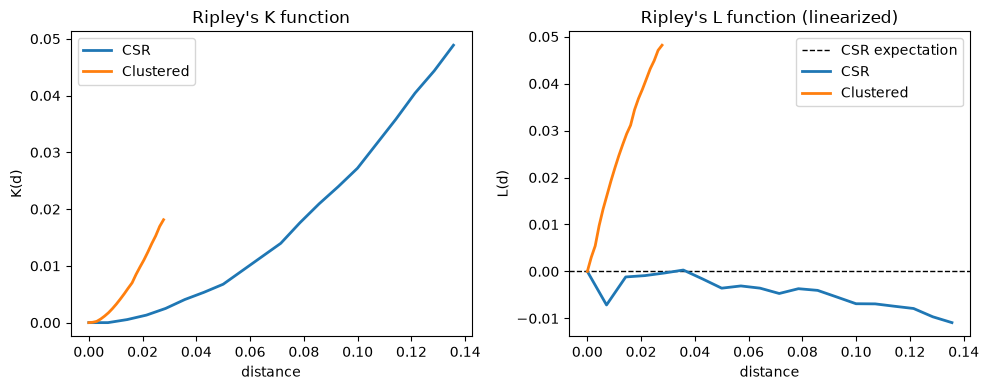 Ripley's K function
K(d)
0.05
0.04
0.03
0.02
0.01
0.00
CSR
Clustered
0.00 0.02 0.04 0.06 0.08 0.10 0.12 0.14
distance
Ripley's L function (linearized)
L(d)
0.05
0.04
0.03
0.02
0.01
0.00
−0.01
CSR expectation
CSR
Clustered
0.00 0.02 0.04 0.06 0.08 0.10 0.12 0.14
distance